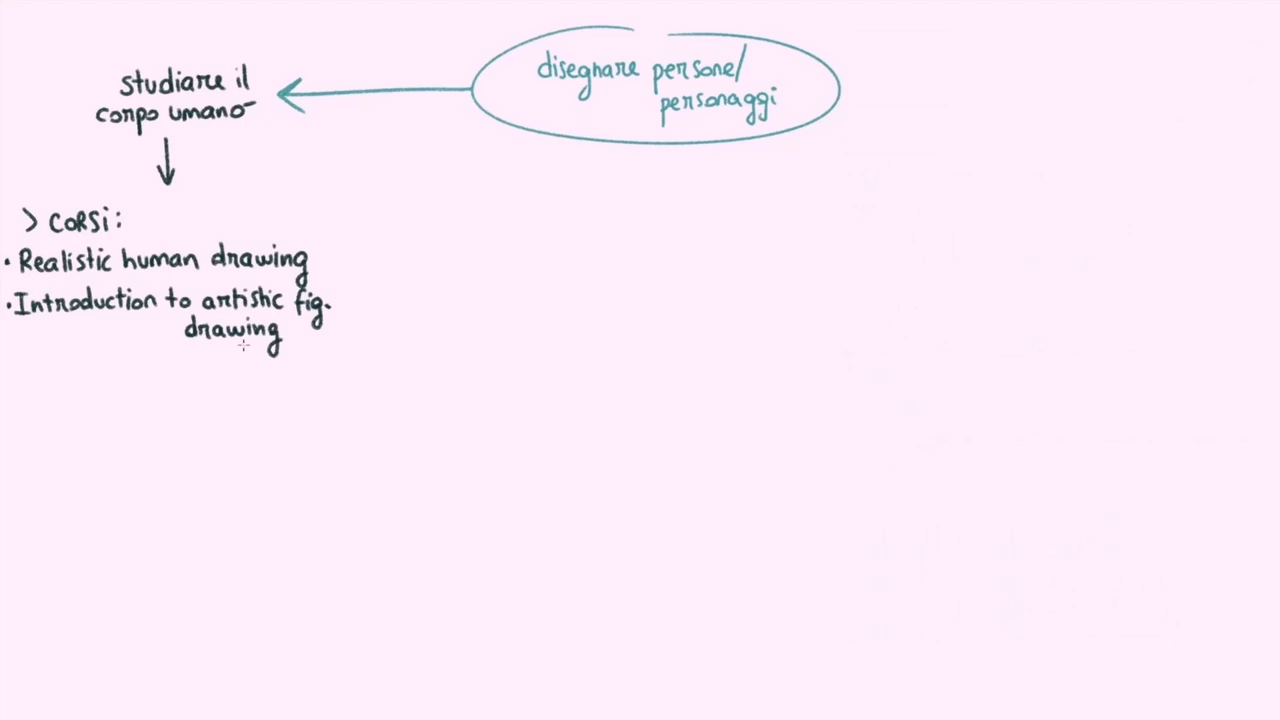 disegnare persone/
personaggi
studiare il
corpo umano
> CORSi:
· Realistic human drawing
· Introduction to artistic fig.
drawing